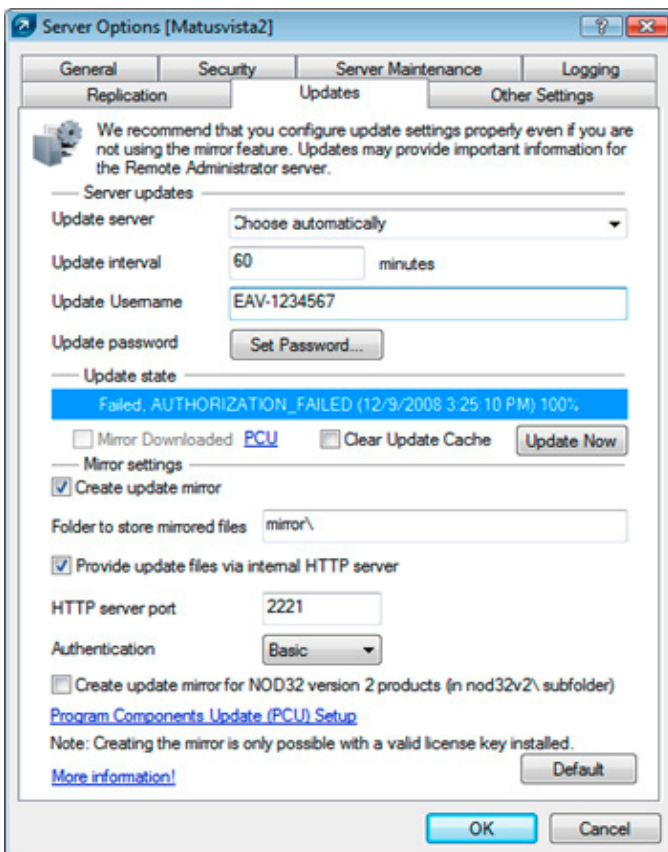 Server Options [Matusvista2]
General Security Server Maintenance Logging
Replication Updates Other Settings
We recommend that you configure update settings properly even if you are
not using the mirror feature. Updates may provide important information for
the Remote Administrator server.
Server updates
Update server Choose automatically
Update interval 60 minutes
Update Username EAV-1234567
Update password Set Password...
Update state
Failed, AUTHORIZATION_FAILED (12/9/2008 3:25:10 PM) 100%
Mirror Downloaded PCU Clear Update Cache Update Now
Mirror settings
Create update mirror
Folder to store mirrored files mirror\
Provide update files via internal HTTP server
HTTP server port 2221
Authentication Basic
Create update mirror for NOD32 version 2 products (in nod32v2\ subfolder)
Program Components Update (PCU) Setup
Note: Creating the mirror is only possible with a valid license key installed.
More information! Default
OK Cancel